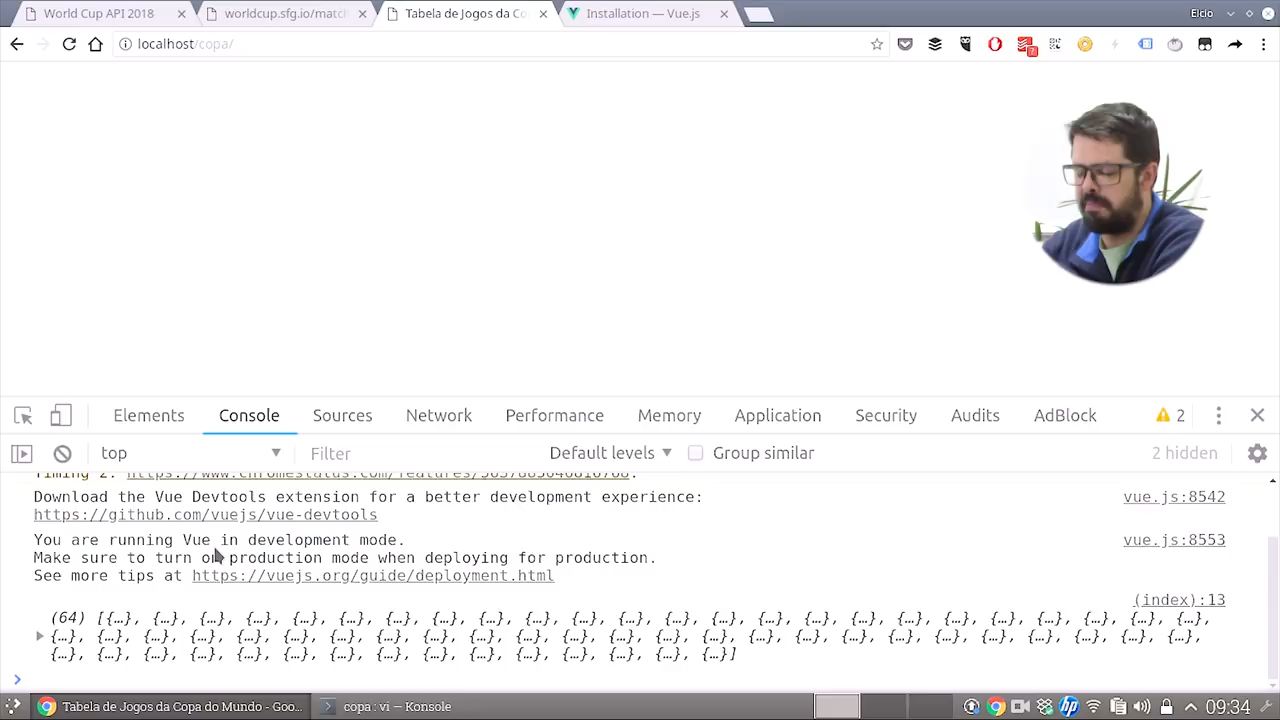 World Cup API 2018
worldcup.sfg.io/matc
Tabela de Jogos da Co
Installation — Vue.js
Elcio
localhost/copa/
7
Elements
Console
Sources
Network
Performance
Memory
Application
Security
Audits
AdBlock
2
top
Filter
Default levels
Group similar
2 hidden
Timing 2.
Download the Vue Devtools extension for a better development experience:
vue.js:8542
https://github.com/vuejs/vue-devtools
You are running Vue in development mode.
vue.js:8553
Make sure to turn on production mode when deploying for production.
See more tips at https://vuejs.org/guide/deployment.html
(index):13
(64) [{…}, {…}, {…}, {…}, {…}, {…}, {…}, {…}, {…}, {…}, {…}, {…}, {…}, {…}, {…}, {…}, {…}, {…}, {…}, {…}, {…}, {…}, {…}, {…},
{…}, {…}, {…}, {…}, {…}, {…}, {…}, {…}, {…}, {…}, {…}, {…}, {…}, {…}, {…}, {…}, {…}, {…}, {…}, {…}, {…}, {…}, {…}, {…}, {…},
{…}, {…}, {…}, {…}, {…}, {…}, {…}, {…}, {…}, {…}, {…}, {…}, {…}, {…}, {…}]
Tabela de Jogos da Copa do Mundo - Goo...
copa : vi — Konsole
09:34